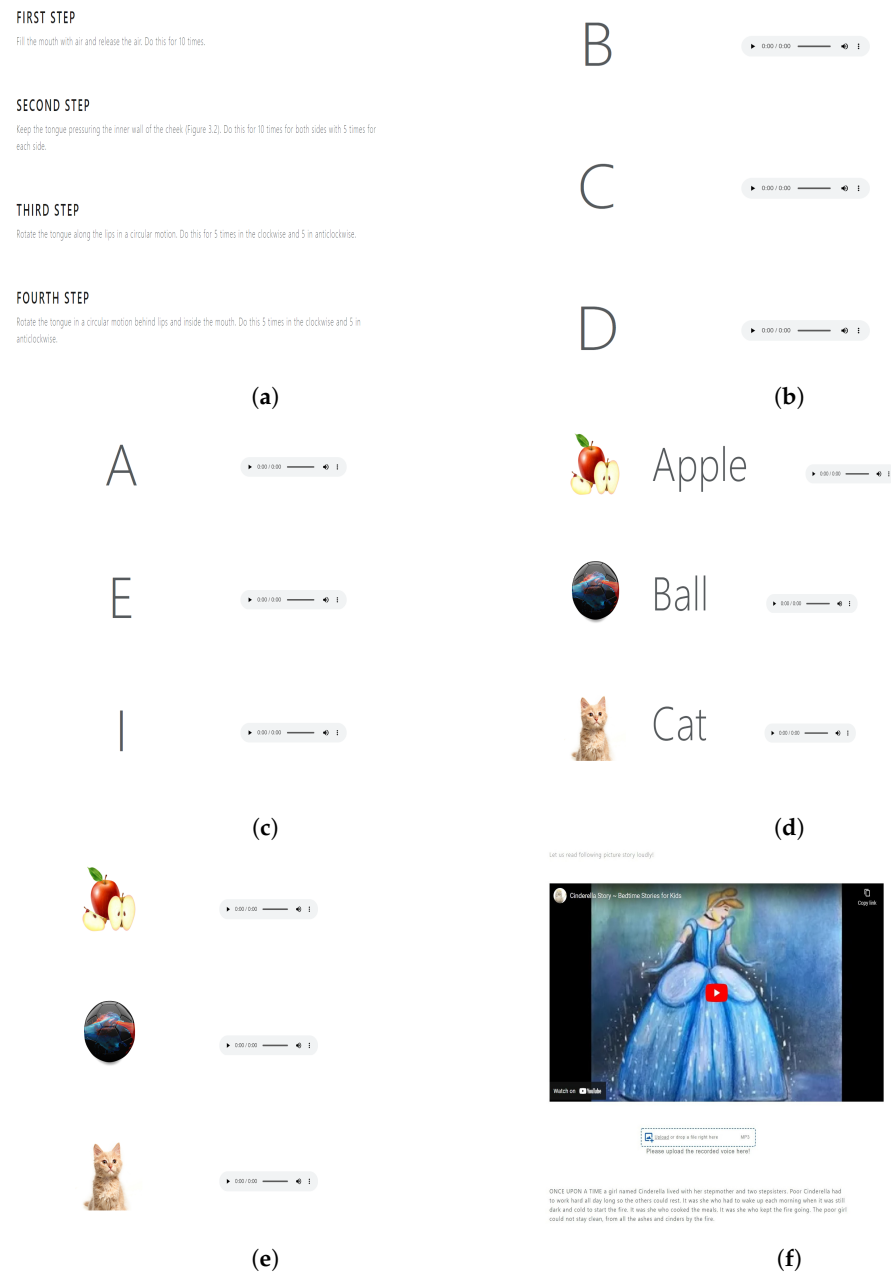 FIRST STEP
Fill the mouth with air and release the air. Do this for 10 times.
SECOND STEP
Keep the tongue pressuring the inner wall of the cheek (Figure 3.2). Do this for 10 times for both sides with 5 times for
each side.
THIRD STEP
Rotate the tongue along the lips in a circular motion. Do this for 5 times in the clockwise and 5 in anticlockwise.
FOURTH STEP
Rotate the tongue in a circular motion behind lips and inside the mouth. Do this 5 times in the clockwise and 5 in
anticlockwise.
(a)
B
0:00 / 0:00
C
0:00 / 0:00
D
0:00 / 0:00
(b)
A
0:00 / 0:00
E
0:00 / 0:00
I
0:00 / 0:00
(c)
Apple
0:00 / 0:00
Ball
0:00 / 0:00
Cat
0:00 / 0:00
(d)
0:00 / 0:00
0:00 / 0:00
0:00 / 0:00
(e)
Let us read following picture story loudly!
Cinderella Story ~ Bedtime Stories for Kids
Copy link
Watch on YouTube
Upload or drop a file right here MP3
Please upload the recorded voice here!
ONCE UPON A TIME a girl named Cinderella lived with her stepmother and two stepsisters. Poor Cinderella had
to work hard all day long so the others could rest. It was she who had to wake up each morning when it was still
dark and cold to start the fire. It was she who cooked the meals. It was she who kept the fire going. The poor girl
could not stay clean, from all the ashes and cinders by the fire.
(f)